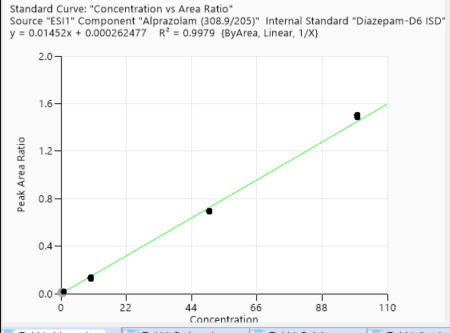 Standard Curve: "Concentration vs Area Ratio"
Source "ESI1" Component "Alprazolam (308.9/205)" Internal Standard "Diazepam-D6 ISD"
y = 0.01452x + 0.000262477 R² = 0.9979 {ByArea, Linear, 1/X}
2.0
1.6
1.2
0.8
0.4
0.0
Peak Area Ratio
0 22 44 66 88 110
Concentration